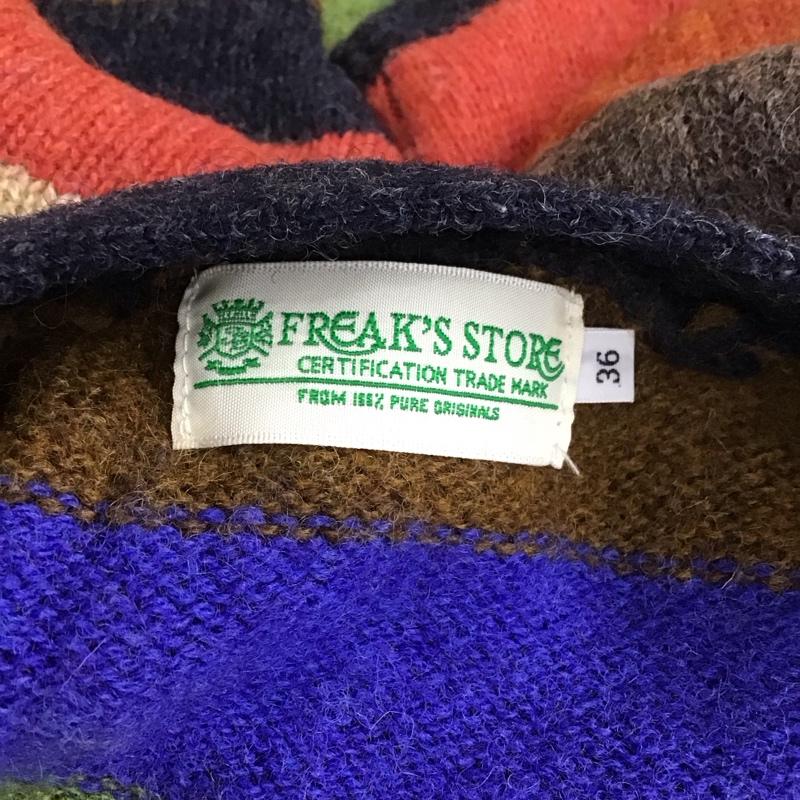 FREAK'S STORE
CERTIFICATION TRADE MARK
FROM 100% PURE ORIGINALS
36